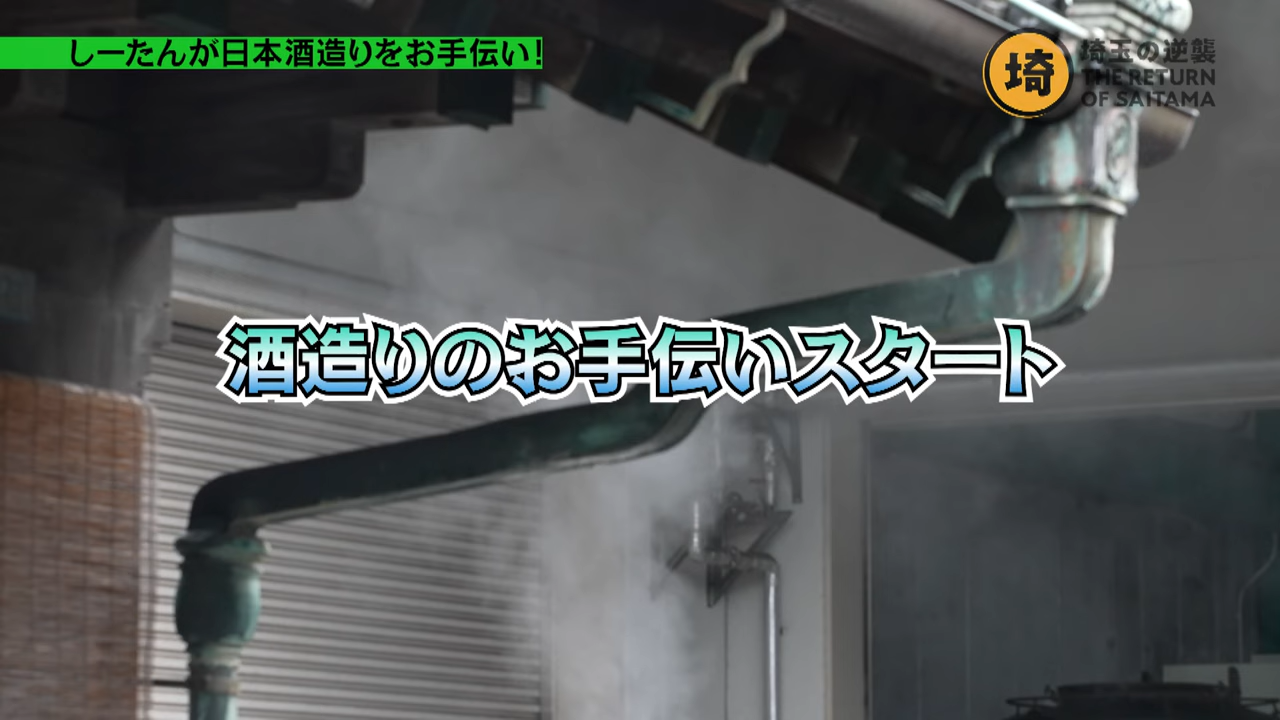 しーたんが日本酒造りをお手伝い!
埼
埼玉の逆襲
THE RETURN
OF SAITAMA
酒造りのお手伝いスタート